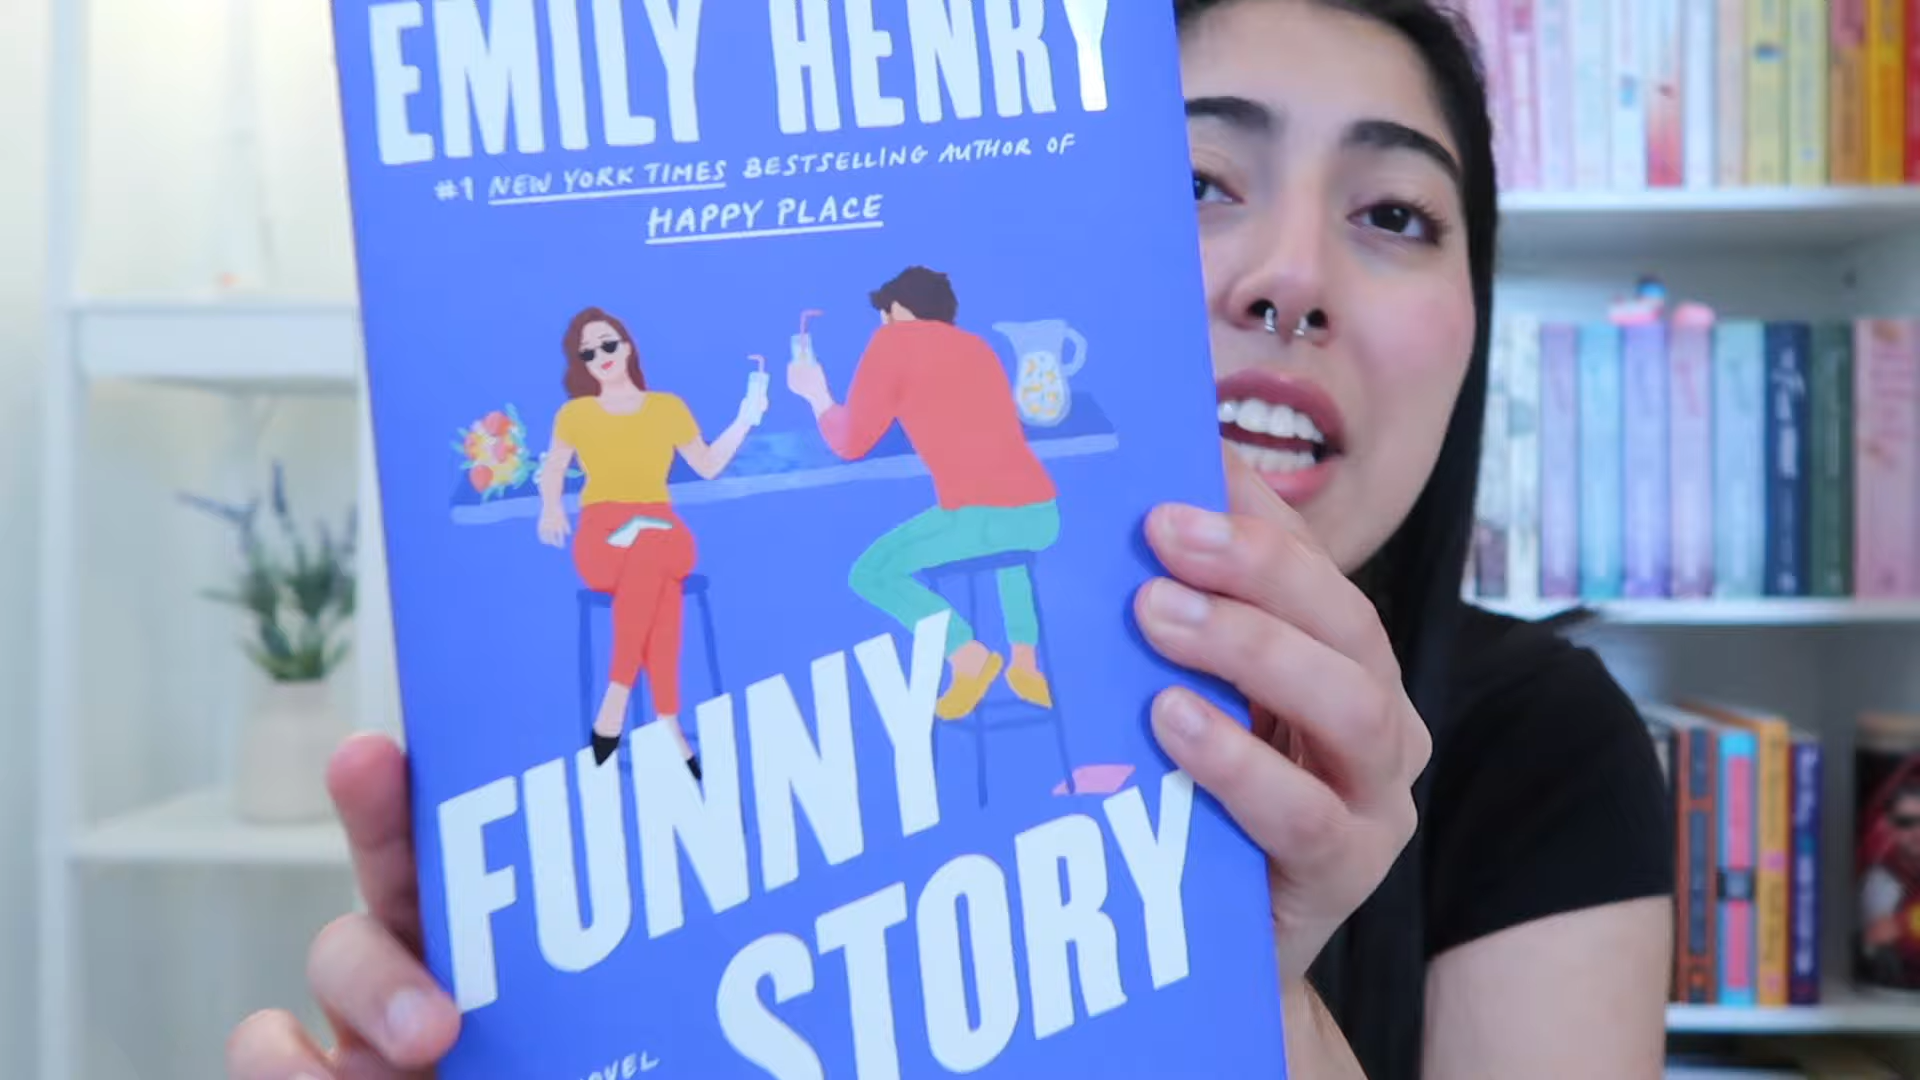 EMILY HENRY
#1 NEW YORK TIMES BESTSELLING AUTHOR OF
HAPPY PLACE
FUNNY
STORY